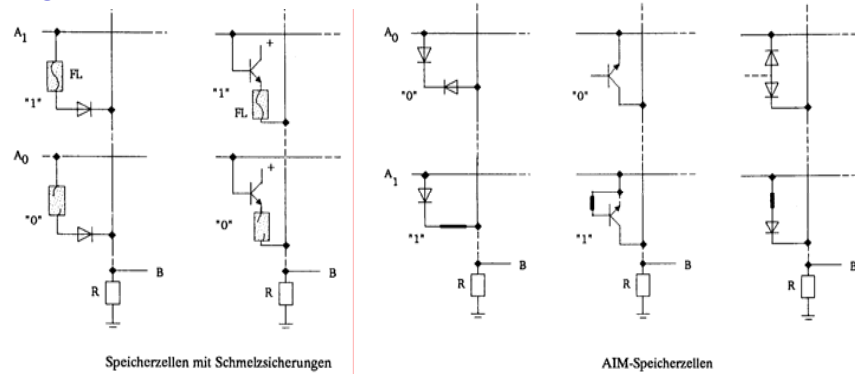 A₁
FL
"1"
+
"1"
FL
A₀
"0"
+
"0"
B
R
B
R
Speicherzellen mit Schmelzsicherungen
A₀
"0"
"0"
A₁
"1"
"1"
B
R
B
R
B
R
AIM-Speicherzellen